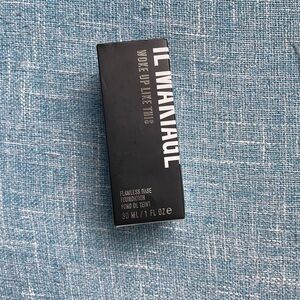 IL MAKIAGE
WOKE UP LIKE THIS
FLAWLESS BASE
FOUNDATION
FOND DE TEINT
30 ML / 1 FL OZ e